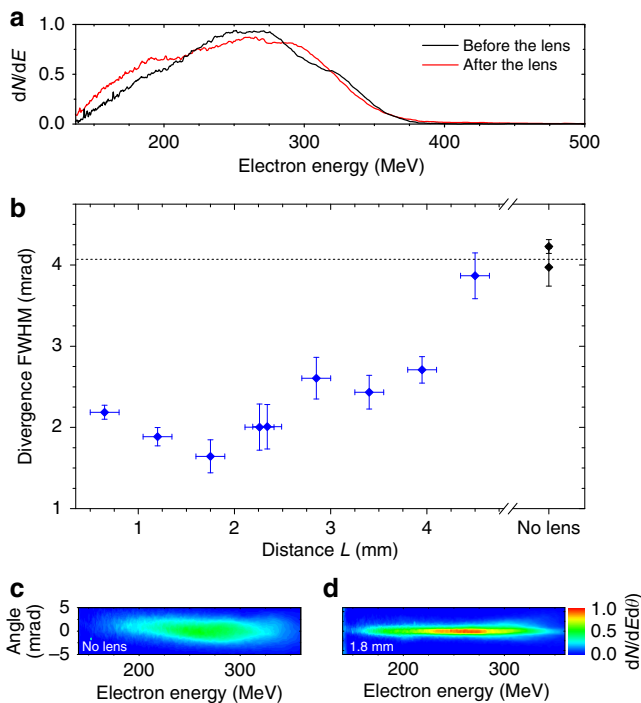 a
1.0
0.5
0.0
dN/dE
Before the lens
After the lens
200
300
400
500
Electron energy (MeV)
b
4
3
2
1
Divergence FWHM (mrad)
1
2
3
4
No lens
Distance L (mm)
c
5
0
−5
Angle
(mrad)
No lens
200
300
Electron energy (MeV)
d
1.8 mm
200
300
Electron energy (MeV)
1.0
0.5
0.0
dN/dEdθ